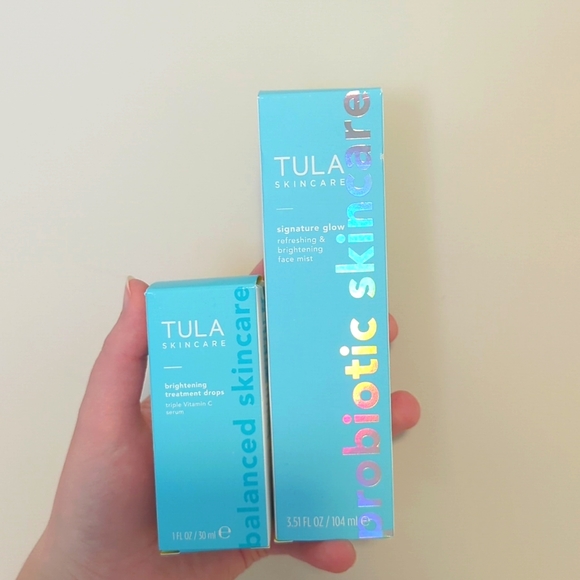 TULA
SKINCARE
brightening
treatment drops
triple Vitamin C
serum
1 FL OZ / 30 ml ℮
balanced skincare
TULA
SKINCARE
signature glow
refreshing &
brightening
face mist
3.51 FL OZ / 104 ml ℮
probiotic skincare